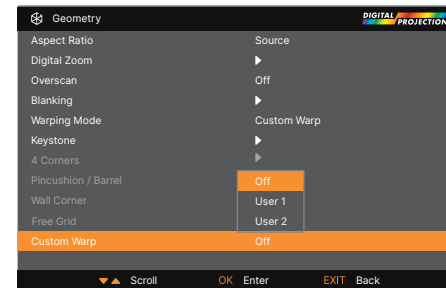 Geometry
DIGITAL PROJECTION
Aspect Ratio Source
Digital Zoom
Overscan Off
Blanking
Warping Mode Custom Warp
Keystone
4 Corners
Pincushion / Barrel Off
Wall Corner User 1
Free Grid User 2
Custom Warp Off
Scroll OK Enter EXIT Back